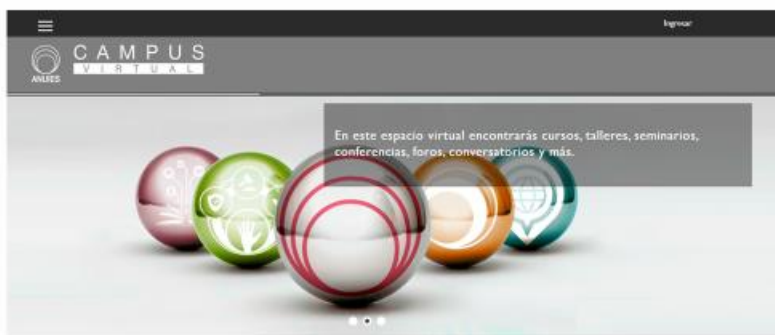 Ingresar
CAMPUS
VIRTUAL
ANUIES
En este espacio virtual encontrarás cursos, talleres, seminarios,
conferencias, foros, conversatorios y más.